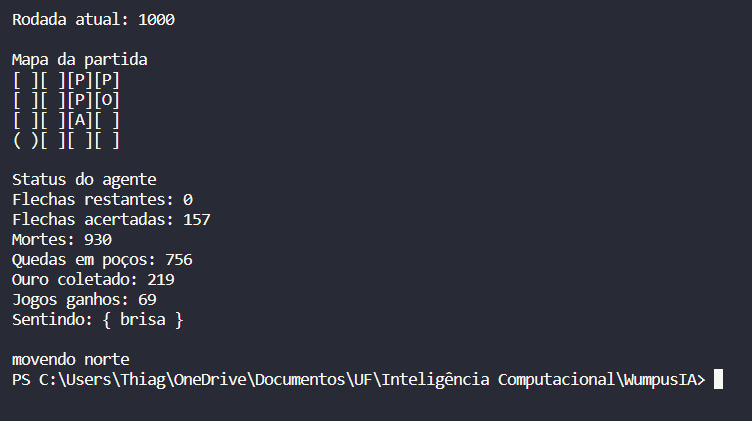 Rodada atual: 1000
Mapa da partida
[ ][ ][P][P]
[ ][ ][P][O]
[ ][ ][A][ ]
( )[ ][ ][ ]
Status do agente
Flechas restantes: 0
Flechas acertadas: 157
Mortes: 930
Quedas em poços: 756
Ouro coletado: 219
Jogos ganhos: 69
Sentindo: { brisa }
movendo norte
PS C:\Users\Thiag\OneDrive\Documentos\UF\Inteligência Computacional\WumpusIA>